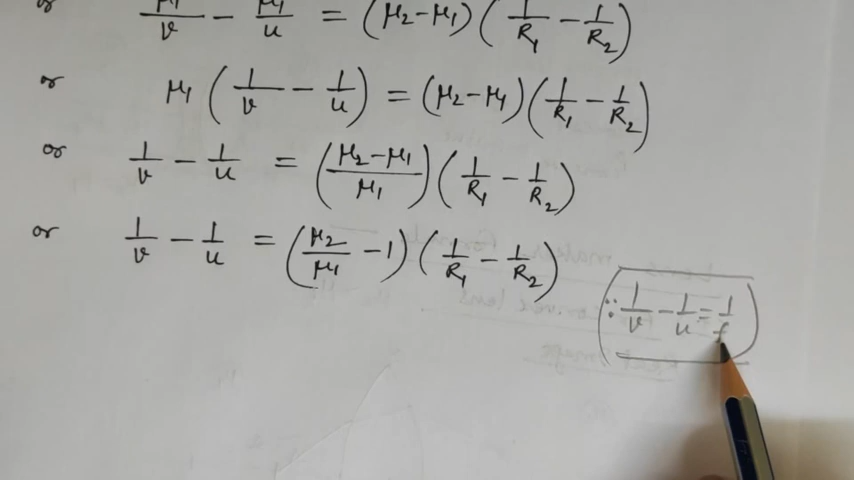 or μ1/v − μ1/u = (μ2−μ1)(1/R1 − 1/R2)
or μ1(1/v − 1/u) = (μ2−μ1)(1/R1 − 1/R2)
or 1/v − 1/u = ((μ2−μ1)/μ1)(1/R1 − 1/R2)
or 1/v − 1/u = (μ2/μ1 − 1)(1/R1 − 1/R2)
(∵ 1/v − 1/u = 1/f)